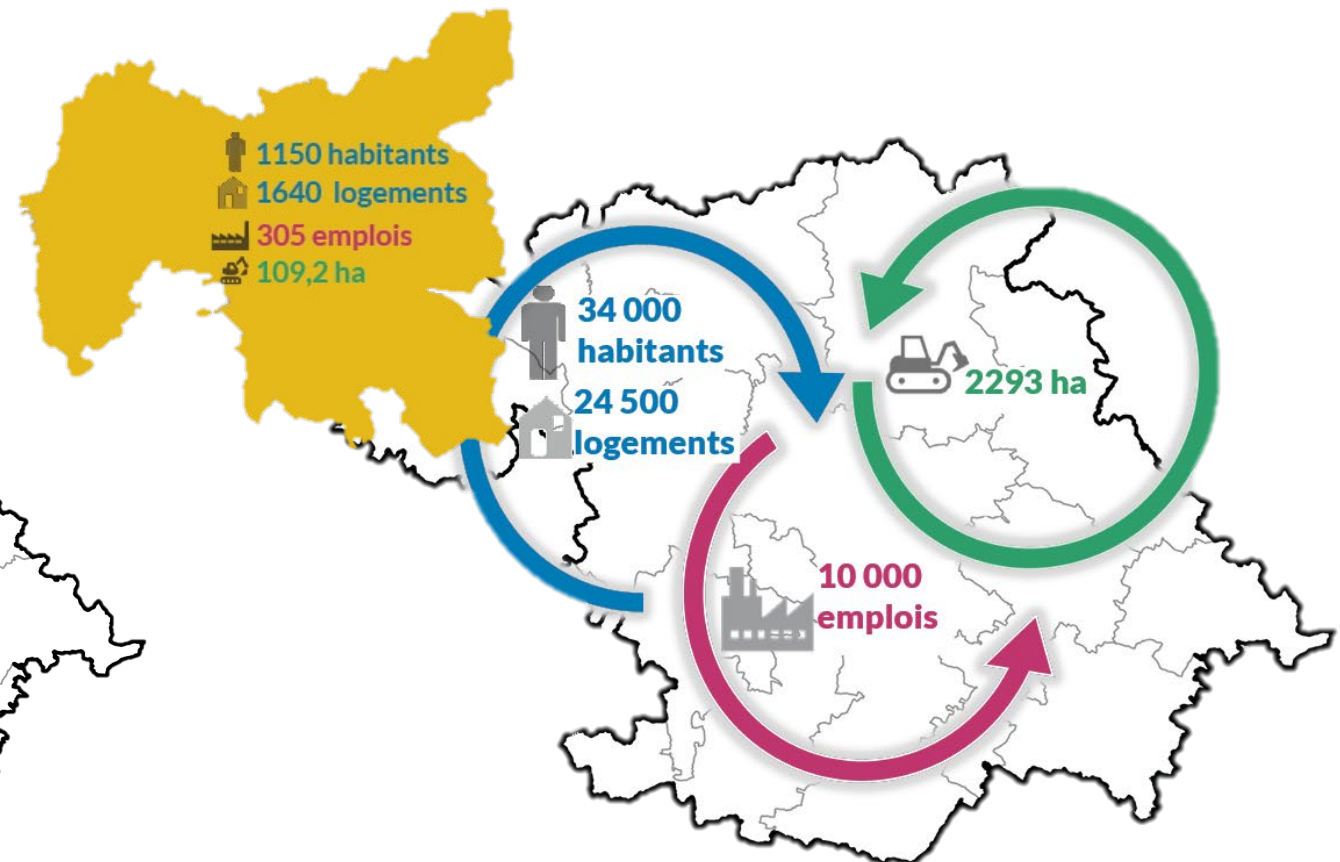 1150 habitants
1640 logements
305 emplois
109,2 ha
34 000
habitants
24 500
logements
2293 ha
10 000
emplois